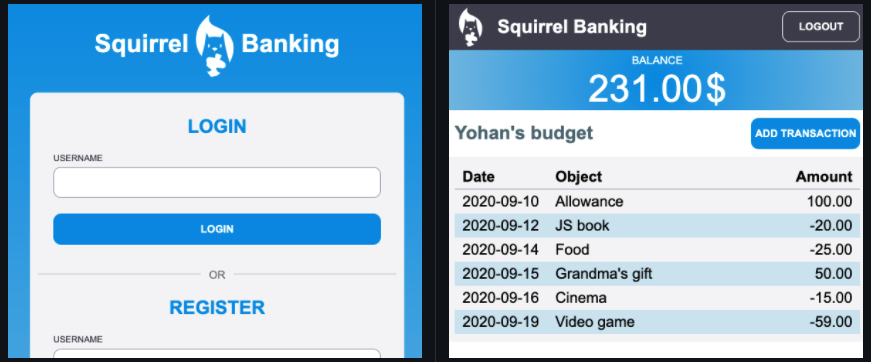 Squirrel Banking
LOGIN
USERNAME
LOGIN
OR
REGISTER
USERNAME
Squirrel Banking
LOGOUT
BALANCE
231.00$
Yohan's budget
ADD TRANSACTION
Date Object Amount
2020-09-10 Allowance 100.00
2020-09-12 JS book -20.00
2020-09-14 Food -25.00
2020-09-15 Grandma's gift 50.00
2020-09-16 Cinema -15.00
2020-09-19 Video game -59.00